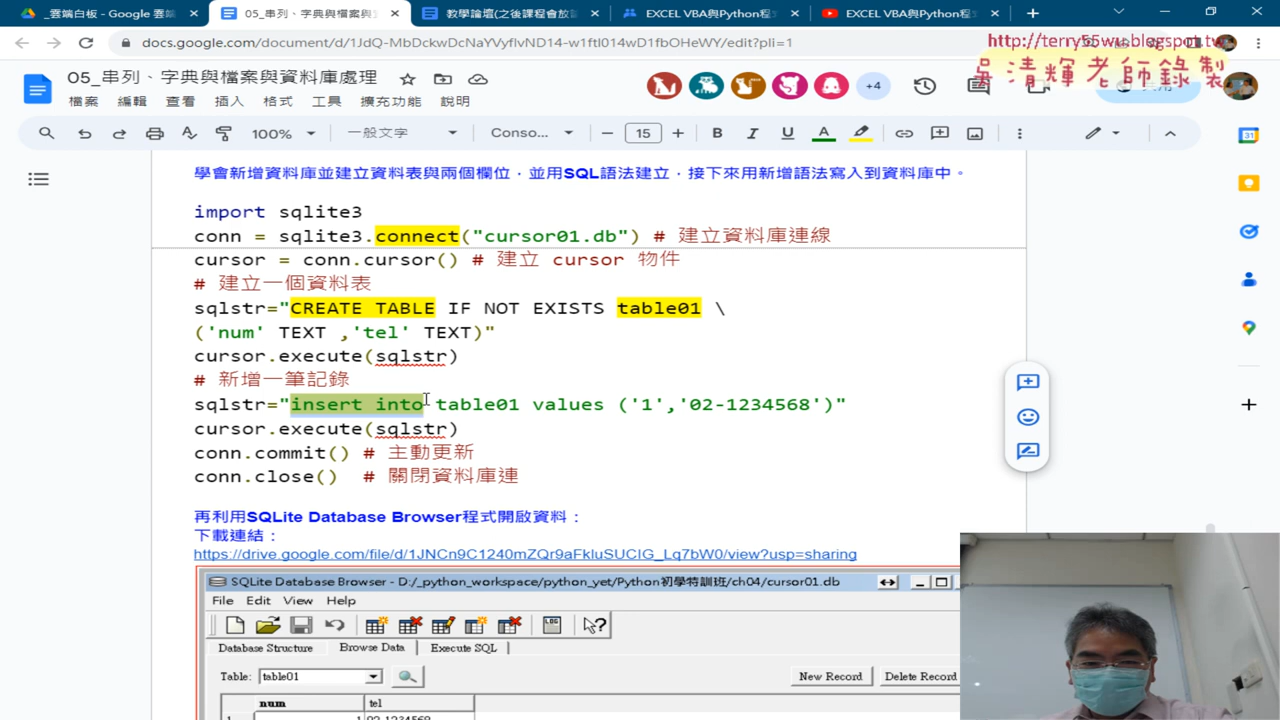 _雲端白板 - Google 雲端
05_串列、字典與檔案與資
教學論壇(之後課程會放
EXCEL VBA與Python程
EXCEL VBA與Python程
docs.google.com/document/d/1JdQ-MbDckwDcNaYVyflvND14-w1ftl014wD1fbOHeWY/edit?pli=1
http://terry55wu.blogspot.tw
吳清輝老師錄製
05_串列、字典與檔案與資料庫處理
檔案 編輯 查看 插入 格式 工具 擴充功能 說明
+4
100% 一般文字 Conso... 15 B I U A
學會新增資料庫並建立資料表與兩個欄位，並用SQL語法建立，接下來用新增語法寫入到資料庫中。
import sqlite3
conn = sqlite3.connect("cursor01.db") # 建立資料庫連線
cursor = conn.cursor() # 建立 cursor 物件
# 建立一個資料表
sqlstr="CREATE TABLE IF NOT EXISTS table01 \
('num' TEXT ,'tel' TEXT)"
cursor.execute(sqlstr)
# 新增一筆記錄
sqlstr="insert into table01 values ('1','02-1234568')"
cursor.execute(sqlstr)
conn.commit() # 主動更新
conn.close() # 關閉資料庫連
再利用SQLite Database Browser程式開啟資料：
下載連結：
https://drive.google.com/file/d/1JNCn9C1240mZQr9aFkluSUCIG_Lq7bW0/view?usp=sharing
SQLite Database Browser - D:/_python_workspace/python_yet/Python初學特訓班/ch04/cursor01.db
File Edit View Help
Database Structure Browse Data Execute SQL
Table: table01 New Record Delete Record
num tel
1 02-1234568